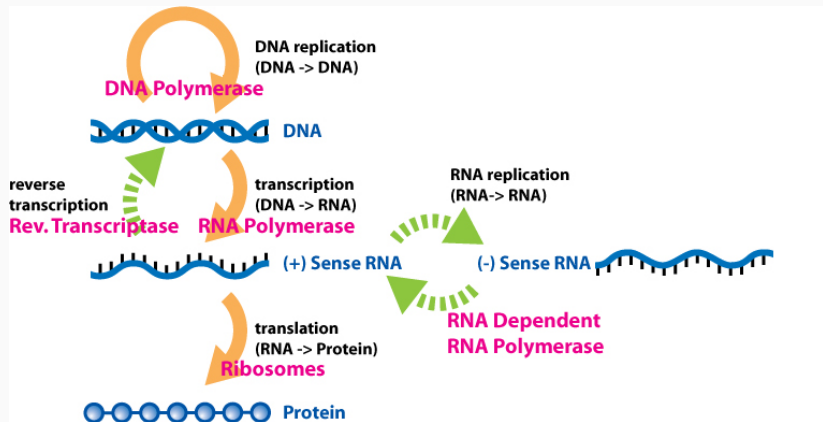 DNA replication
(DNA -> DNA)
DNA Polymerase
DNA
reverse
transcription
Rev. Transcriptase
transcription
(DNA -> RNA)
RNA Polymerase
RNA replication
(RNA-> RNA)
(+) Sense RNA
(-) Sense RNA
RNA Dependent
RNA Polymerase
translation
(RNA -> Protein)
Ribosomes
Protein